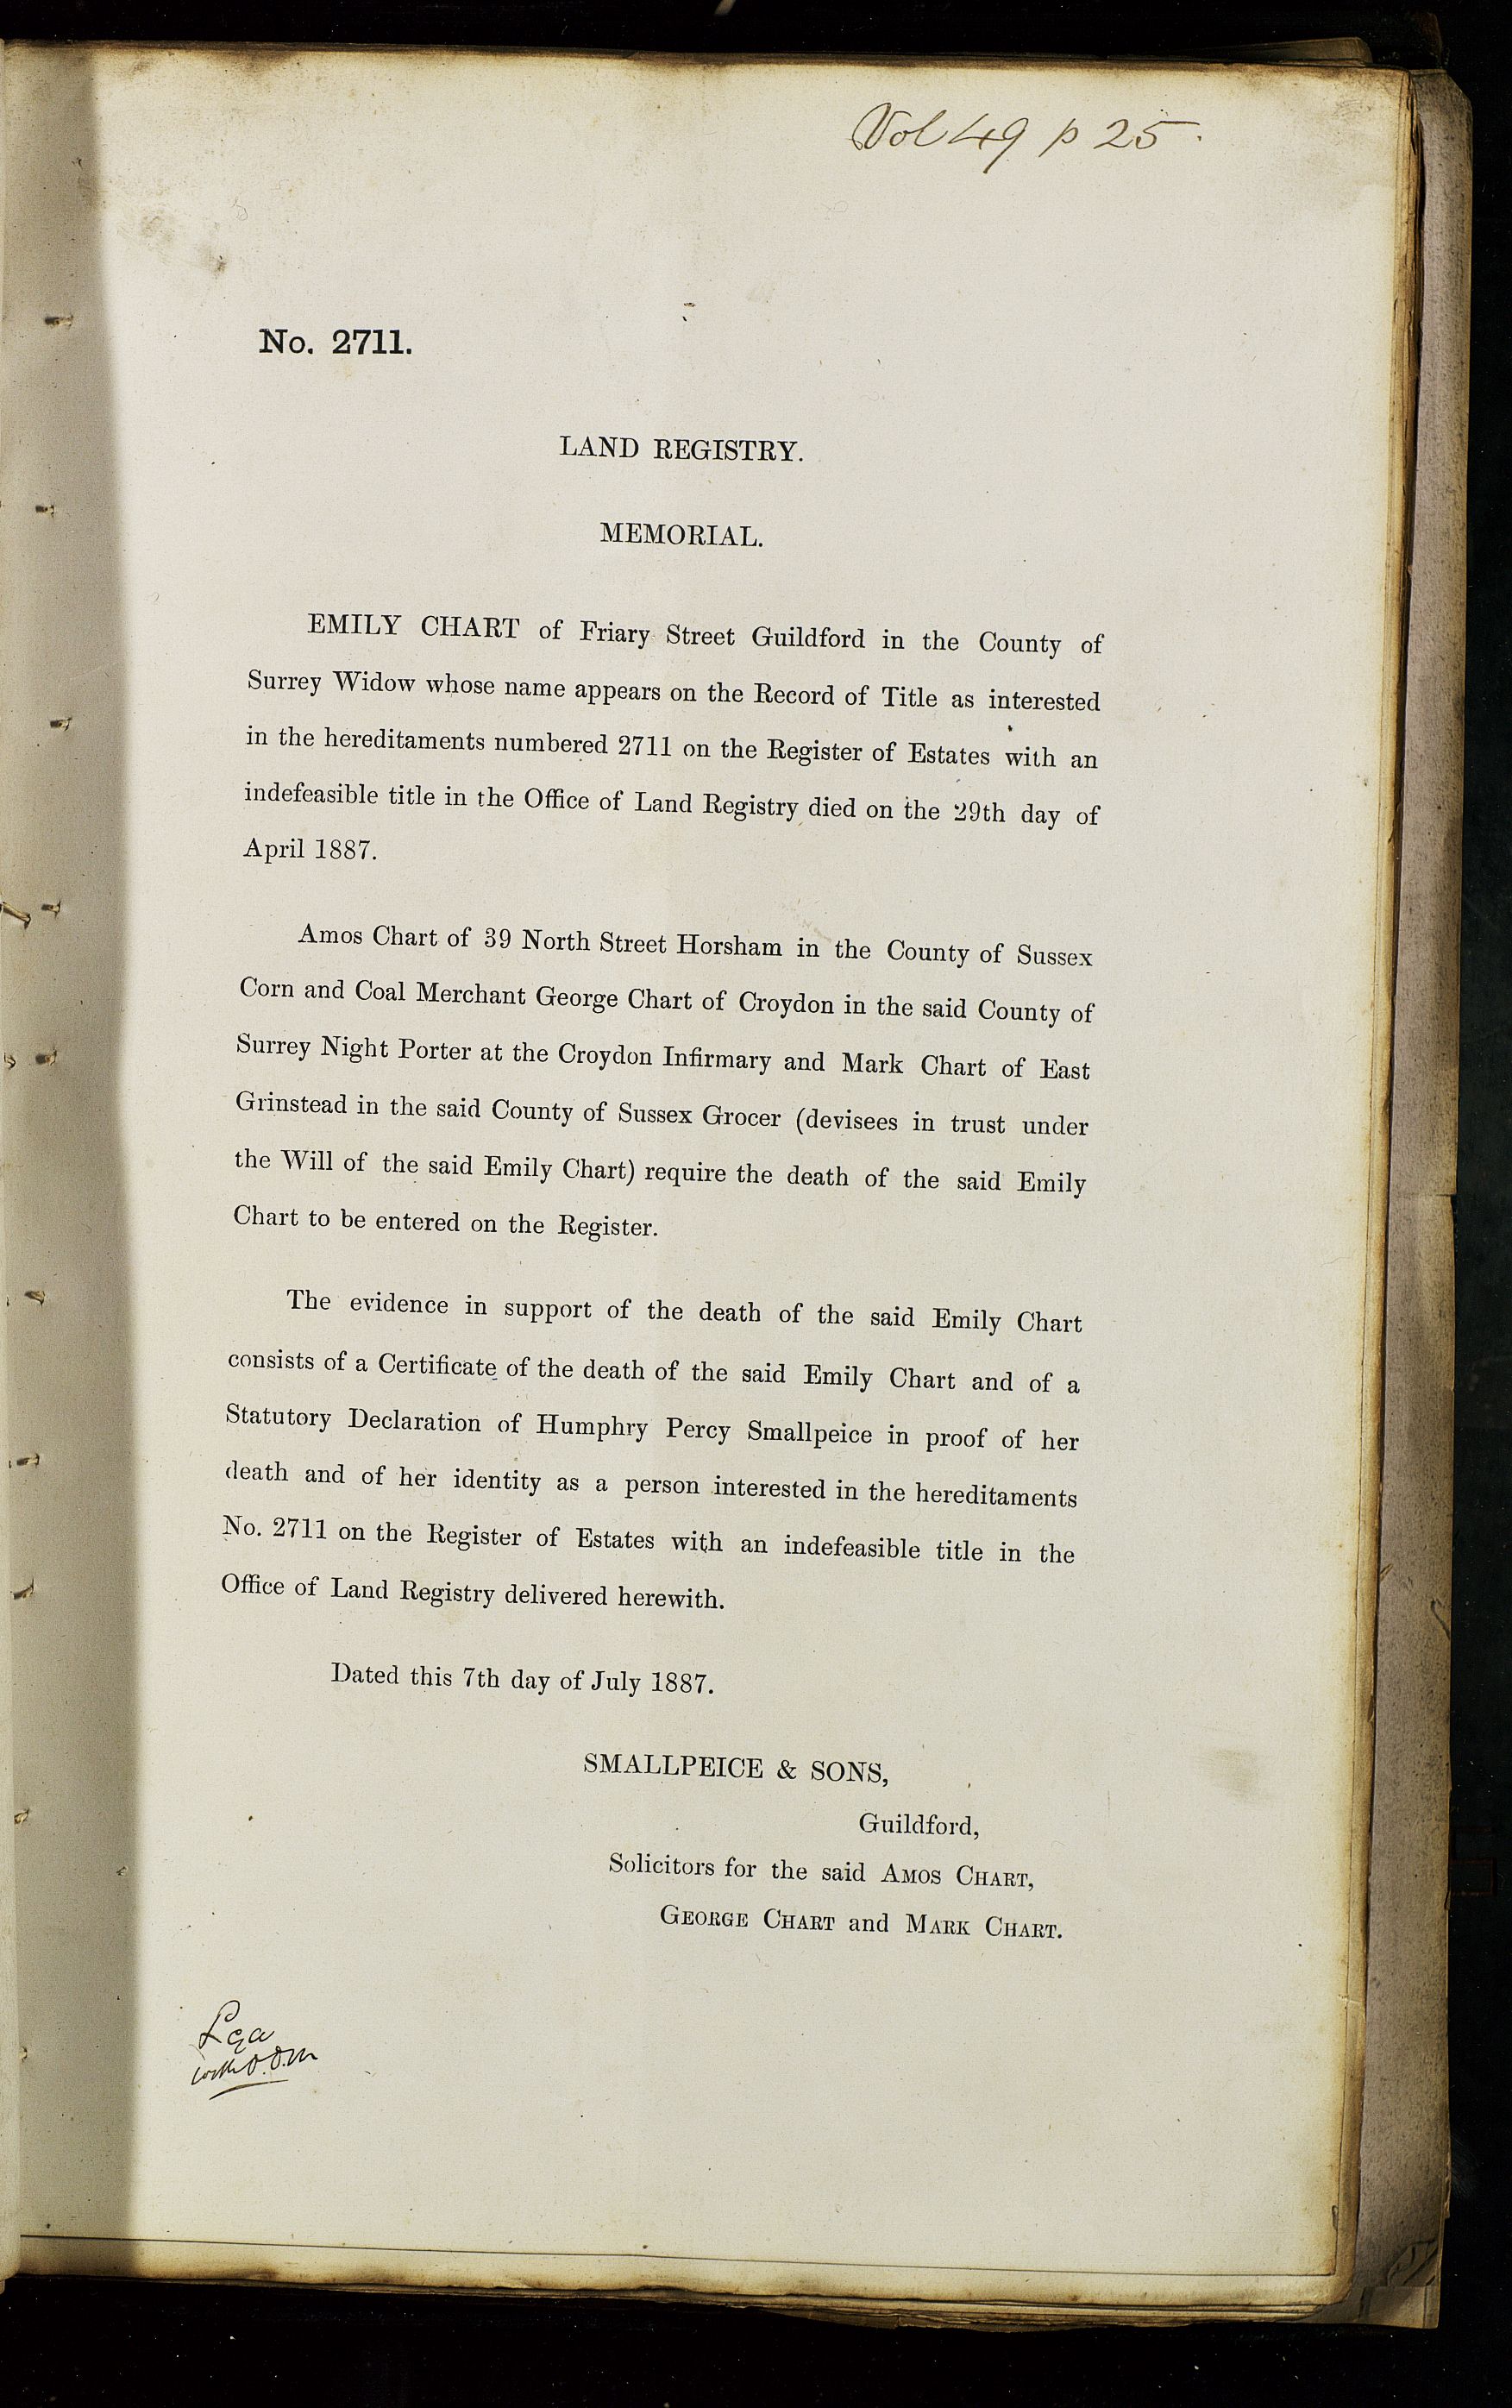 Vol 49 p 25.
No. 2711.
LAND REGISTRY.
MEMORIAL.
EMILY CHART of Friary Street Guildford in the County of
Surrey Widow whose name appears on the Record of Title as interested
in the hereditaments numbered 2711 on the Register of Estates with an
indefeasible title in the Office of Land Registry died on the 29th day of
April 1887.
Amos Chart of 39 North Street Horsham in the County of Sussex
Corn and Coal Merchant George Chart of Croydon in the said County of
Surrey Night Porter at the Croydon Infirmary and Mark Chart of East
Grinstead in the said County of Sussex Grocer (devisees in trust under
the Will of the said Emily Chart) require the death of the said Emily
Chart to be entered on the Register.
The evidence in support of the death of the said Emily Chart
consists of a Certificate of the death of the said Emily Chart and of a
Statutory Declaration of Humphry Percy Smallpeice in proof of her
death and of her identity as a person interested in the hereditaments
No. 2711 on the Register of Estates with an indefeasible title in the
Office of Land Registry delivered herewith.
Dated this 7th day of July 1887.
SMALLPEICE & SONS,
Guildford,
Solicitors for the said AMOS CHART,
GEORGE CHART and MARK CHART.